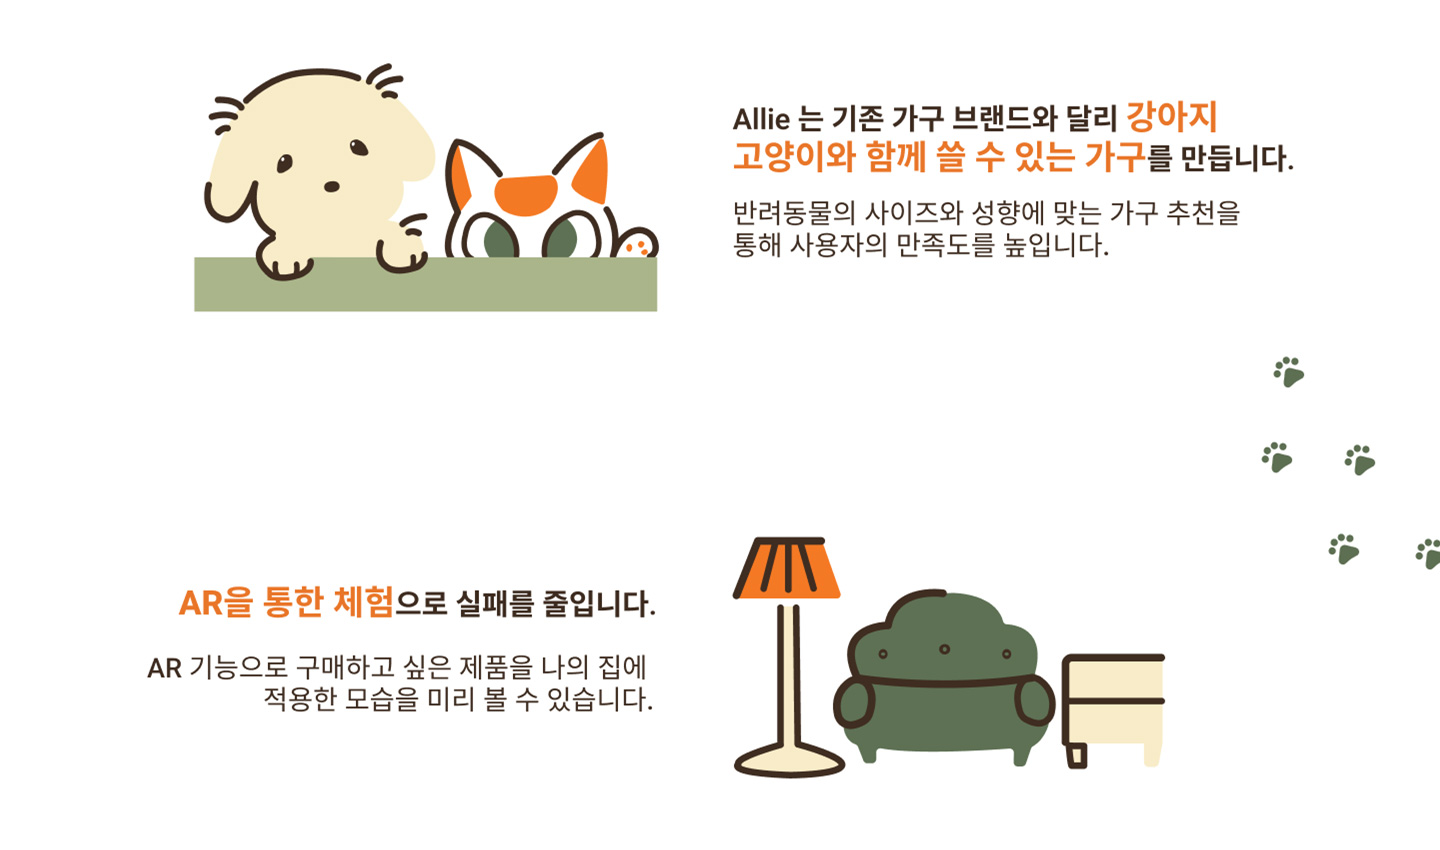 Allie 는 기존 가구 브랜드와 달리 강아지
고양이와 함께 쓸 수 있는 가구를 만듭니다.
반려동물의 사이즈와 성향에 맞는 가구 추천을
통해 사용자의 만족도를 높입니다.
AR을 통한 체험으로 실패를 줄입니다.
AR 기능으로 구매하고 싶은 제품을 나의 집에
적용한 모습을 미리 볼 수 있습니다.